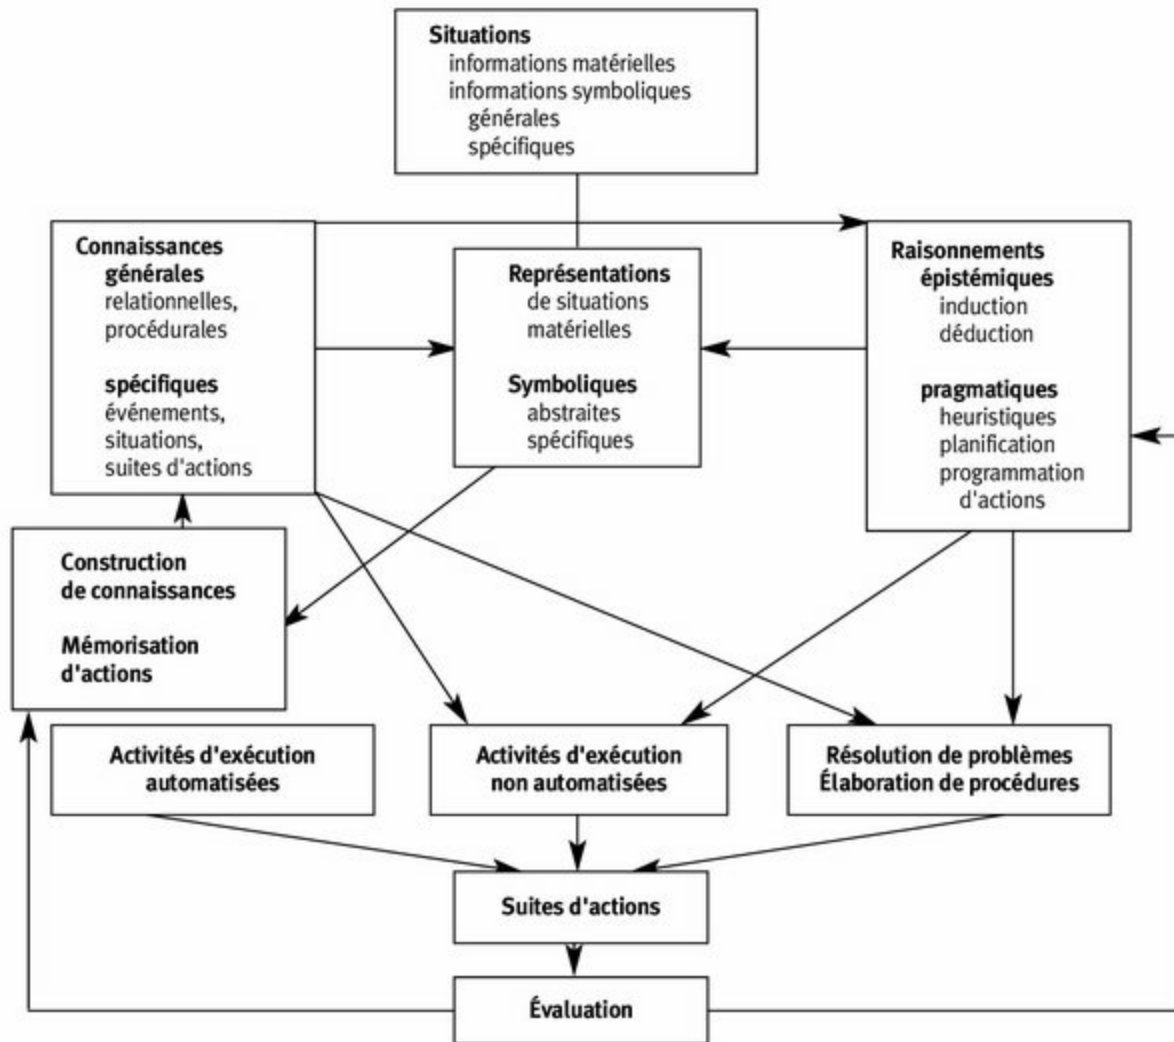 Situations
informations matérielles
informations symboliques
générales
spécifiques
Connaissances
générales
relationnelles,
procédurales
spécifiques
événements,
situations,
suites d'actions
Représentations
de situations
matérielles
Symboliques
abstraites
spécifiques
Raisonnements
épistémiques
induction
déduction
pragmatiques
heuristiques
planification
programmation
d'actions
Construction
de connaissances
Mémorisation
d'actions
Activités d'exécution
automatisées
Activités d'exécution
non automatisées
Résolution de problèmes
Élaboration de procédures
Suites d'actions
Évaluation